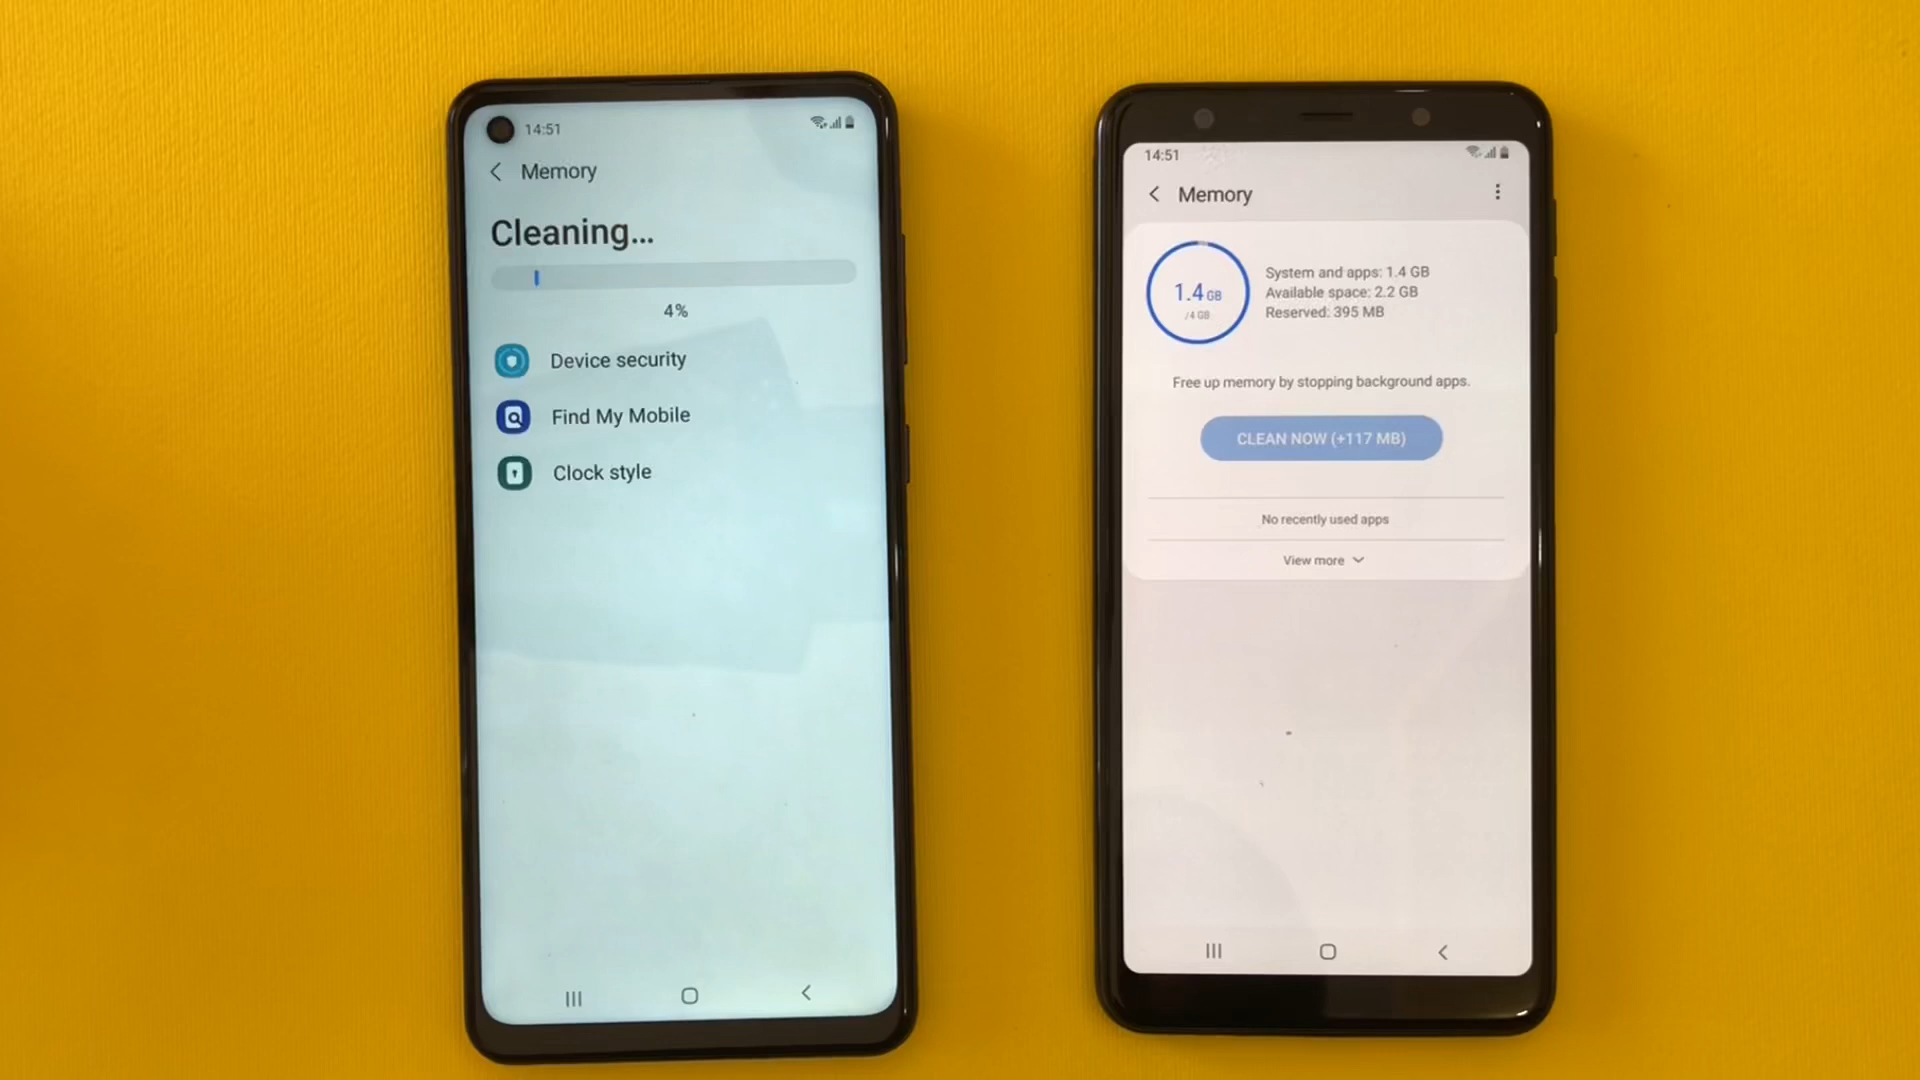 14:51
Memory
Cleaning...
4%
Device security
Find My Mobile
Clock style
14:51
Memory
1.4 GB
/4 GB
System and apps: 1.4 GB
Available space: 2.2 GB
Reserved: 395 MB
Free up memory by stopping background apps.
CLEAN NOW (+117 MB)
No recently used apps
View more